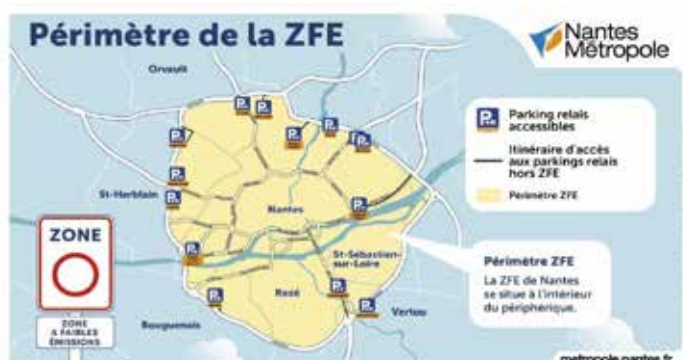 Périmètre de la ZFE
Nantes
Métropole
Orvault
Parking relais
accessibles
Itinéraire d'accès
aux parkings relais
hors ZFE
Périmètre ZFE
St-Herblain
Nantes
ZONE
St-Sébastien-
sur-Loire
Périmètre ZFE
La ZFE de Nantes
se situe à l'intérieur
du périphérique.
Rezé
Vertou
Bouguenais
ZONE
À FAIBLES
ÉMISSIONS
metropole.nantes.fr